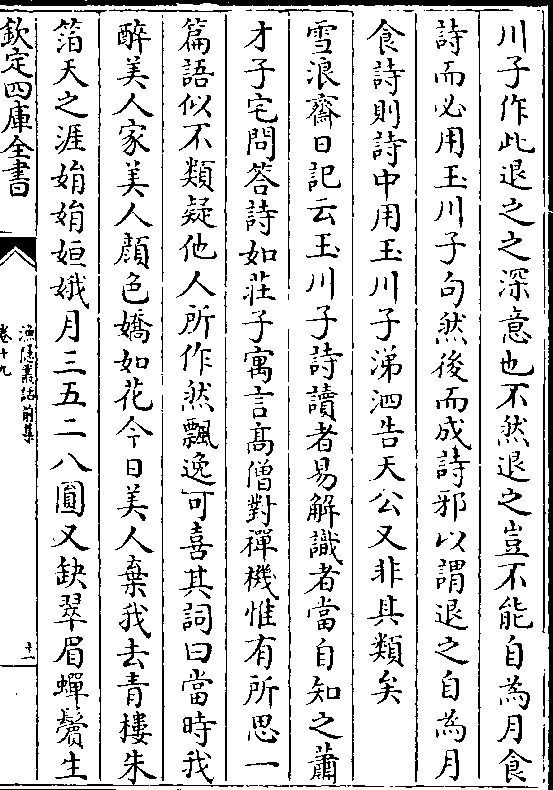 川子作此退之之深意也不然退之豈不能自為月食
詩而必用玉川子句然後而成詩邪以謂退之自為月
食詩則詩中用玉川子涕泗告天公又非其類矣
雪浪齋日記云玉川子詩讀者易解識者當自知之蕭
才子宅問答詩如莊子寓言髙僧對禪機惟有所思一
篇語似不類疑他人所作然飄逸可喜其詞曰當時我
醉美人家美人顔色嬌如花今日美人棄我去青樓朱
箔天之涯娟娟姮娥月三五二八圓又缺翠眉蟬鬢生
欽定四庫全書
漁隠叢話前集
卷十九
十一